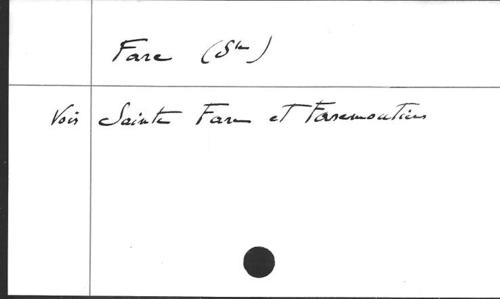 Fare (Ste)
Voir Sainte Fare et Faremoutiers